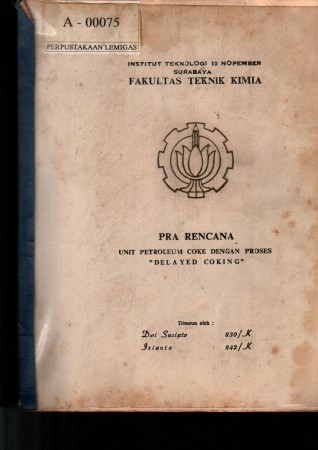 A - 00075
PERPUSTAKAAN LEMIGAS
INSTITUT TEKNOLOGI 10 NOPEMBER
SURABAYA
FAKULTAS TEKNIK KIMIA
PRA RENCANA
UNIT PETROLEUM COKE DENGAN PROSES
"DELAYED COKING"
Disusun oleh :
Dwi Sucipto 830/K
Isianto 842/K